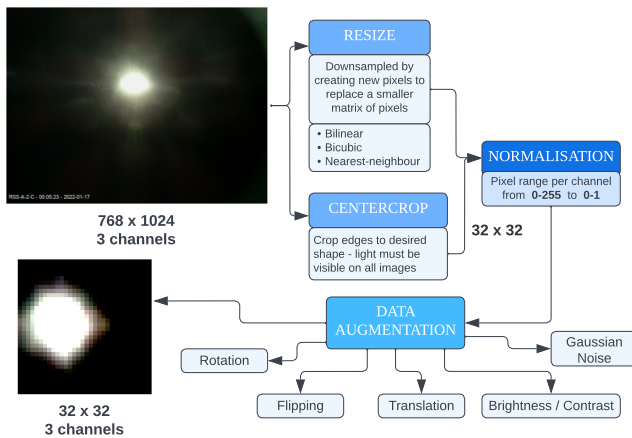 RESIZE
Downsampled by
creating new pixels to
replace a smaller
matrix of pixels
• Bilinear
• Bicubic
• Nearest-neighbour
RSS-A-2-C - 00:05:23 - 2022-01-17
768 x 1024
3 channels
CENTERCROP
Crop edges to desired
shape - light must be
visible on all images
32 x 32
NORMALISATION
Pixel range per channel
from 0-255 to 0-1
DATA
AUGMENTATION
Rotation
Flipping
Translation
Brightness / Contrast
Gaussian
Noise
32 x 32
3 channels